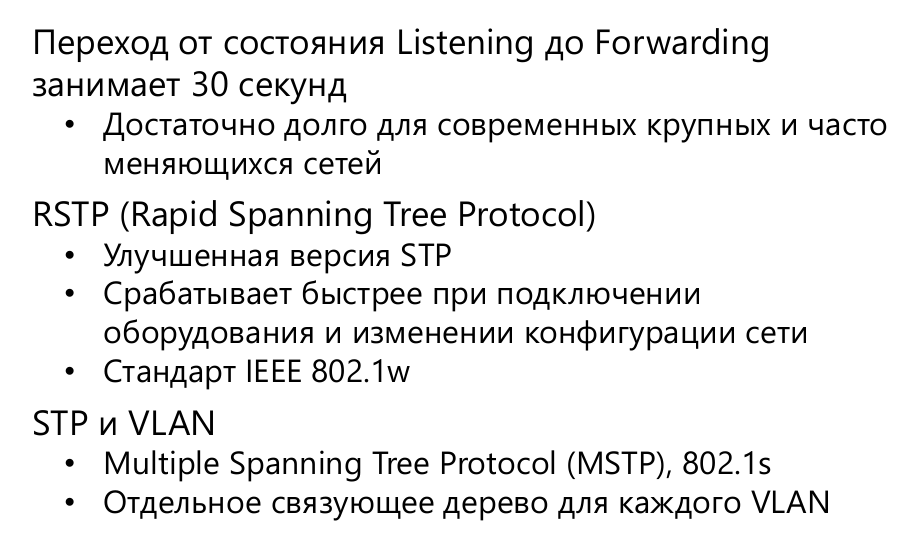 Переход от состояния Listening до Forwarding
занимает 30 секунд
• Достаточно долго для современных крупных и часто
меняющихся сетей
RSTP (Rapid Spanning Tree Protocol)
• Улучшенная версия STP
• Срабатывает быстрее при подключении
оборудования и изменении конфигурации сети
• Стандарт IEEE 802.1w
STP и VLAN
• Multiple Spanning Tree Protocol (MSTP), 802.1s
• Отдельное связующее дерево для каждого VLAN